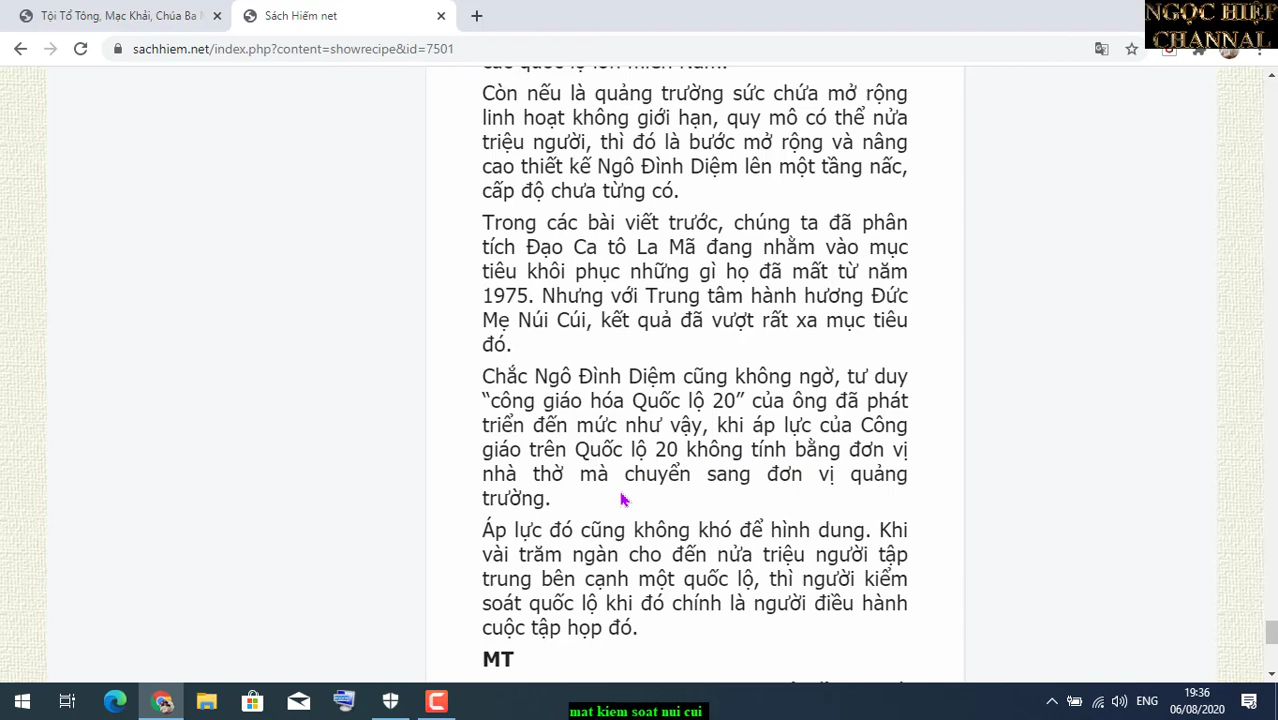 Tội Tổ Tông, Mạc Khải, Chúa Ba M
Sách Hiếm net
NGỌC HIỆP
CHANNAL
sachhiem.net/index.php?content=showrecipe&id=7501
các quốc lộ lớn miền Nam.
Còn nếu là quảng trường sức chứa mở rộng
linh hoạt không giới hạn, quy mô có thể nửa
triệu người, thì đó là bước mở rộng và nâng
cao thiết kế Ngô Đình Diệm lên một tầng nấc,
cấp độ chưa từng có.
Trong các bài viết trước, chúng ta đã phân
tích Đạo Ca tô La Mã đang nhằm vào mục
tiêu khôi phục những gì họ đã mất từ năm
1975. Nhưng với Trung tâm hành hương Đức
Mẹ Núi Cúi, kết quả đã vượt rất xa mục tiêu
đó.
Chắc Ngô Đình Diệm cũng không ngờ, tư duy
“công giáo hóa Quốc lộ 20” của ông đã phát
triển đến mức như vậy, khi áp lực của Công
giáo trên Quốc lộ 20 không tính bằng đơn vị
nhà thờ mà chuyển sang đơn vị quảng
trường.
Áp lực đó cũng không khó để hình dung. Khi
vài trăm ngàn cho đến nửa triệu người tập
trung bên cạnh một quốc lộ, thì người kiểm
soát quốc lộ khi đó chính là người điều hành
cuộc tập họp đó.
MT
ENG
19:36
06/08/2020
mat kiem soat nui cui